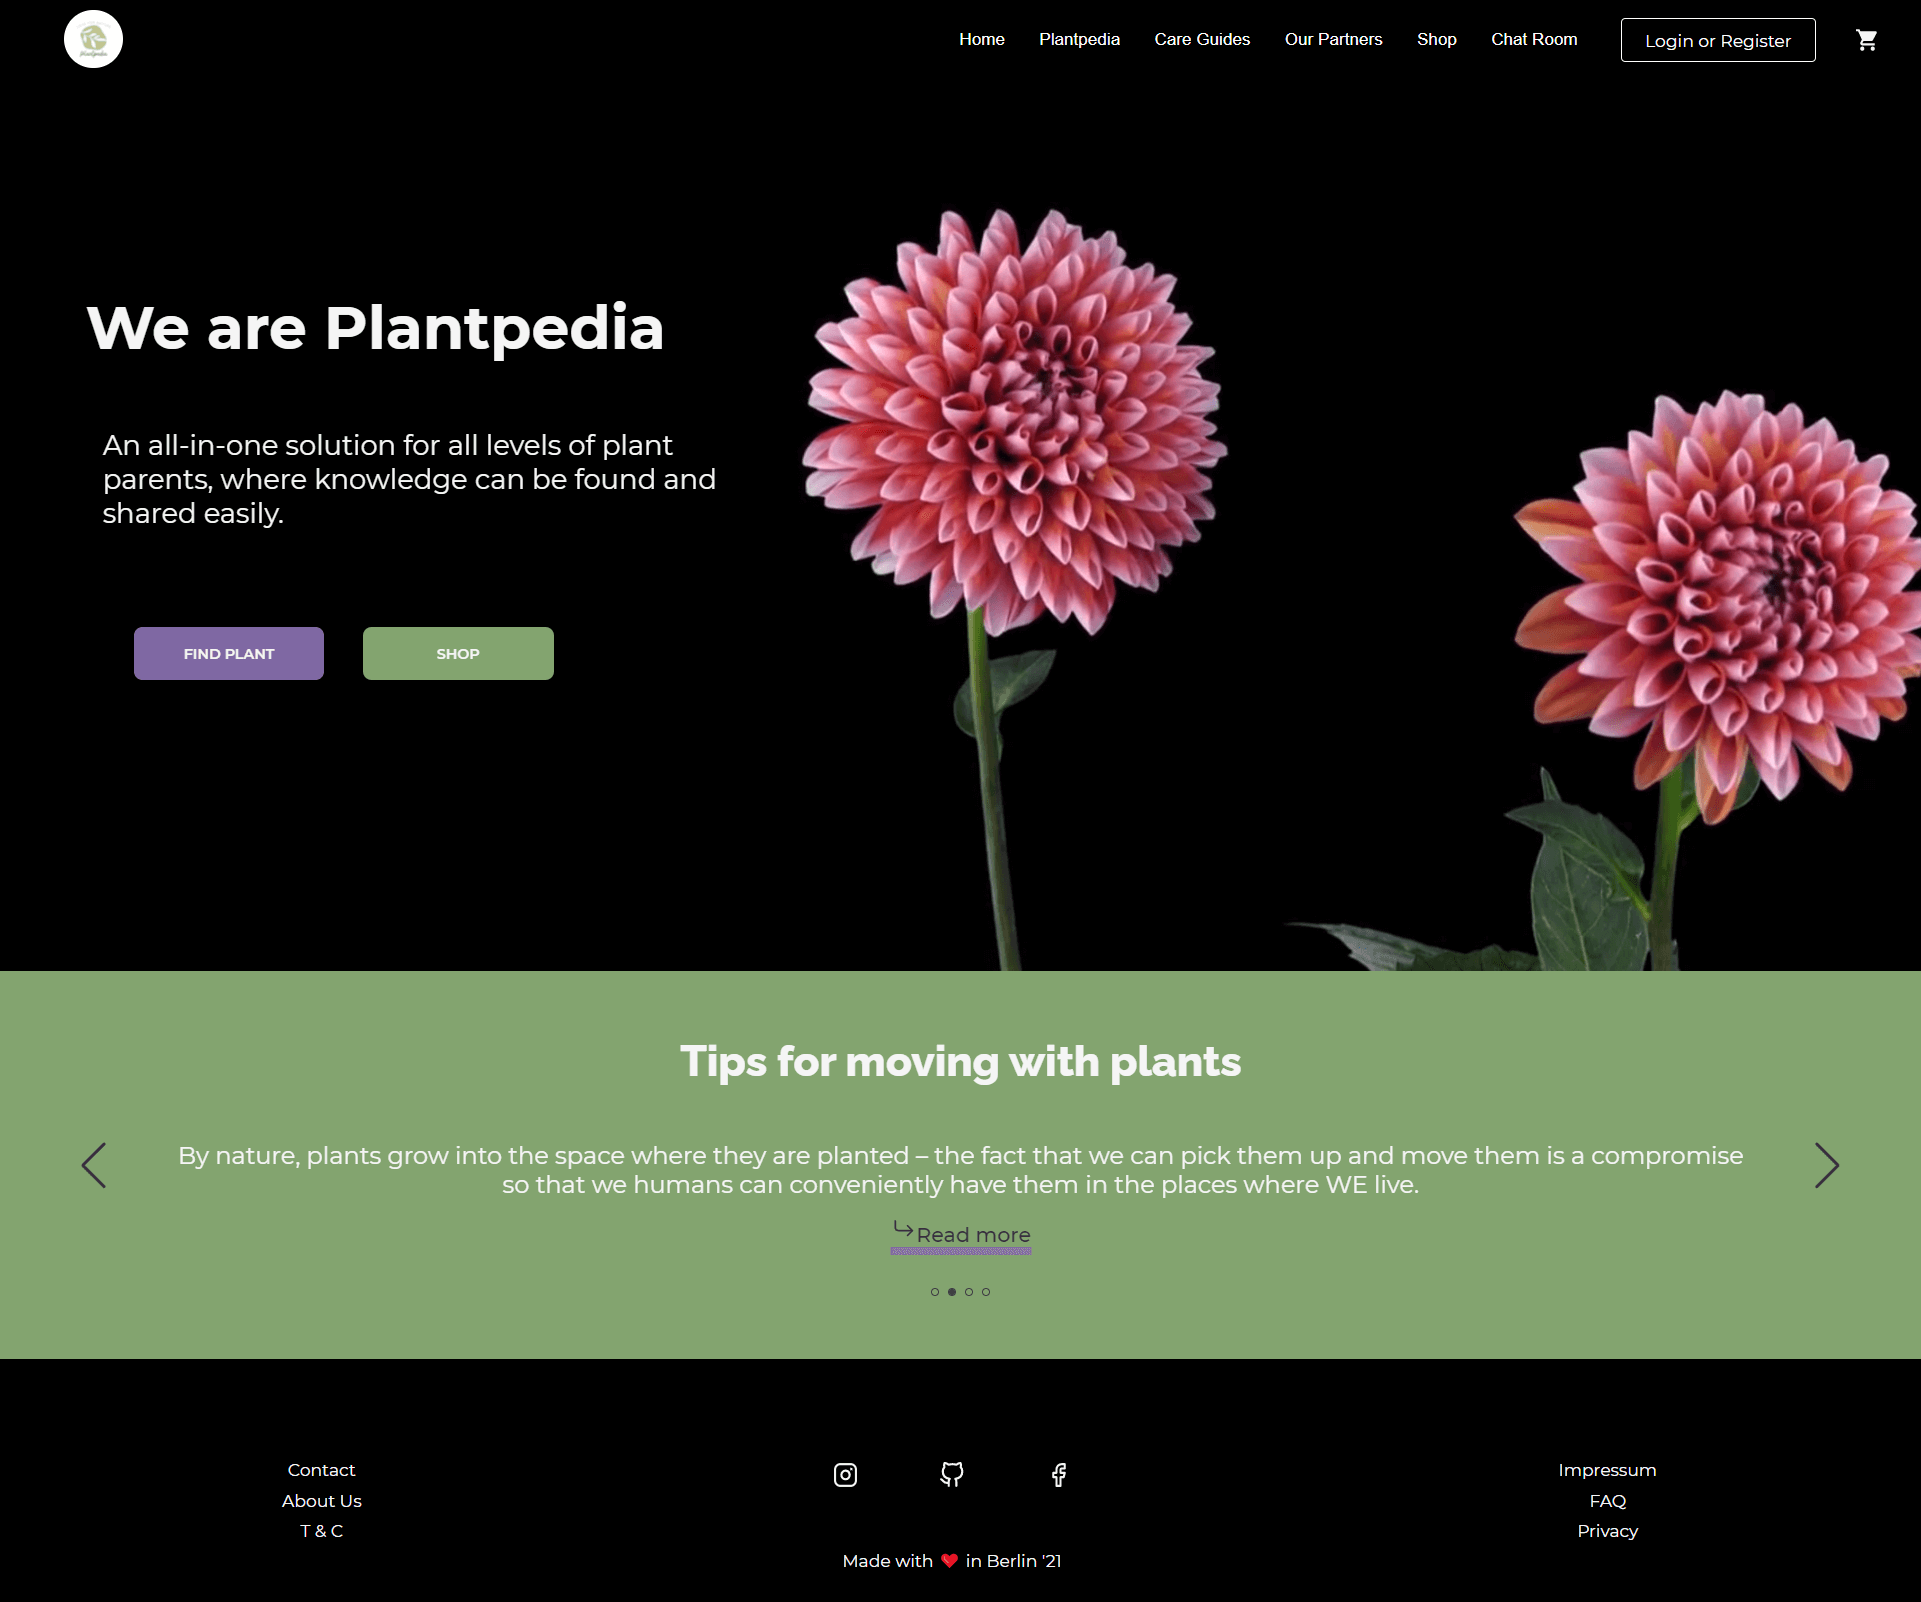 Home Plantpedia Care Guides Our Partners Shop Chat Room Login or Register
We are Plantpedia
An all-in-one solution for all levels of plant
parents, where knowledge can be found and
shared easily.
FIND PLANT SHOP
Tips for moving with plants
By nature, plants grow into the space where they are planted – the fact that we can pick them up and move them is a compromise
so that we humans can conveniently have them in the places where WE live.
Read more
Contact
About Us
T & C
Made with ❤ in Berlin '21
Impressum
FAQ
Privacy